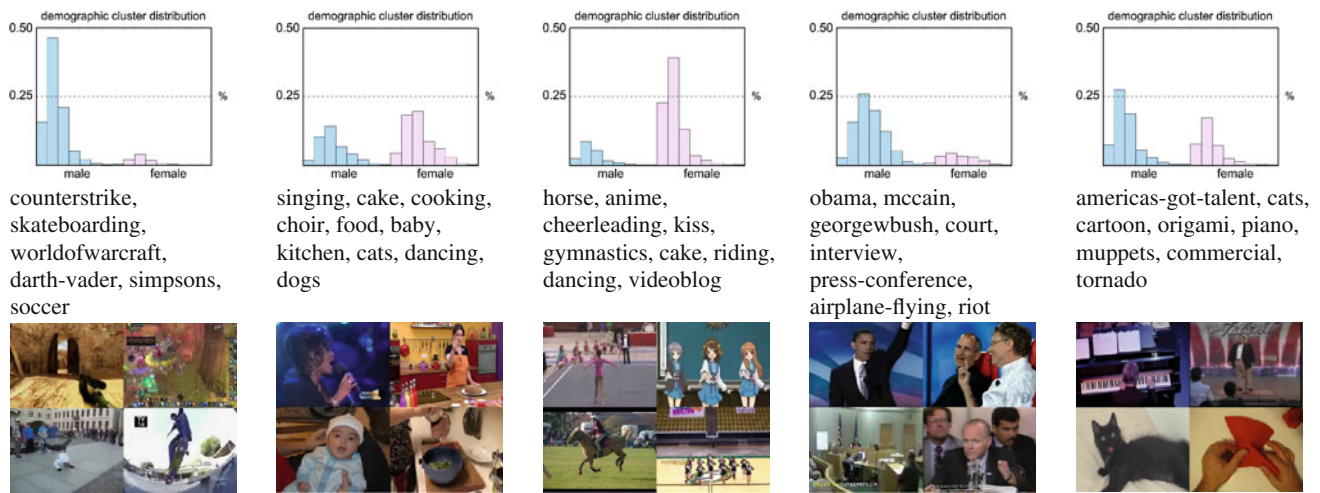 demographic cluster distribution
0.50
0.25
%
male female
counterstrike,
skateboarding,
worldofwarcraft,
darth-vader, simpsons,
soccer
demographic cluster distribution
0.50
0.25
%
male female
singing, cake, cooking,
choir, food, baby,
kitchen, cats, dancing,
dogs
demographic cluster distribution
0.50
0.25
%
male female
horse, anime,
cheerleading, kiss,
gymnastics, cake, riding,
dancing, videoblog
demographic cluster distribution
0.50
0.25
%
male female
obama, mccain,
georgewbush, court,
interview,
press-conference,
airplane-flying, riot
demographic cluster distribution
0.50
0.25
%
male female
americas-got-talent, cats,
cartoon, origami, piano,
muppets, commercial,
tornado